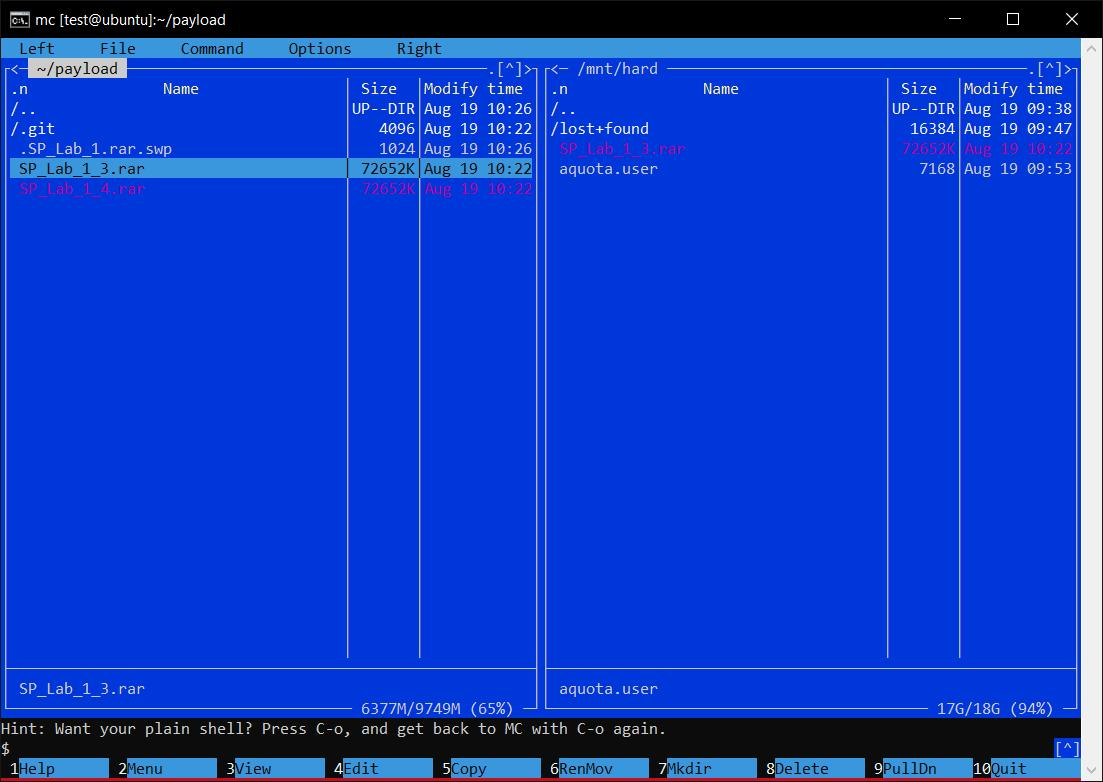 mc [test@ubuntu]:~/payload
Left File Command Options Right
<─ ~/payload .[^]> <─ /mnt/hard .[^]>
.n Name Size Modify time .n Name Size Modify time
/.. UP--DIR Aug 19 10:26 /.. UP--DIR Aug 19 09:38
/.git 4096 Aug 19 10:22 /lost+found 16384 Aug 19 09:47
.SP_Lab_1.rar.swp 1024 Aug 19 10:26 SP_Lab_1_3.rar 72652K Aug 19 10:22
SP_Lab_1_3.rar 72652K Aug 19 10:22 aquota.user 7168 Aug 19 09:53
SP_Lab_1_4.rar 72652K Aug 19 10:22
SP_Lab_1_3.rar aquota.user
6377M/9749M (65%) 17G/18G (94%)
Hint: Want your plain shell? Press C-o, and get back to MC with C-o again.
$ [^]
1Help 2Menu 3View 4Edit 5Copy 6RenMov 7Mkdir 8Delete 9PullDn 10Quit